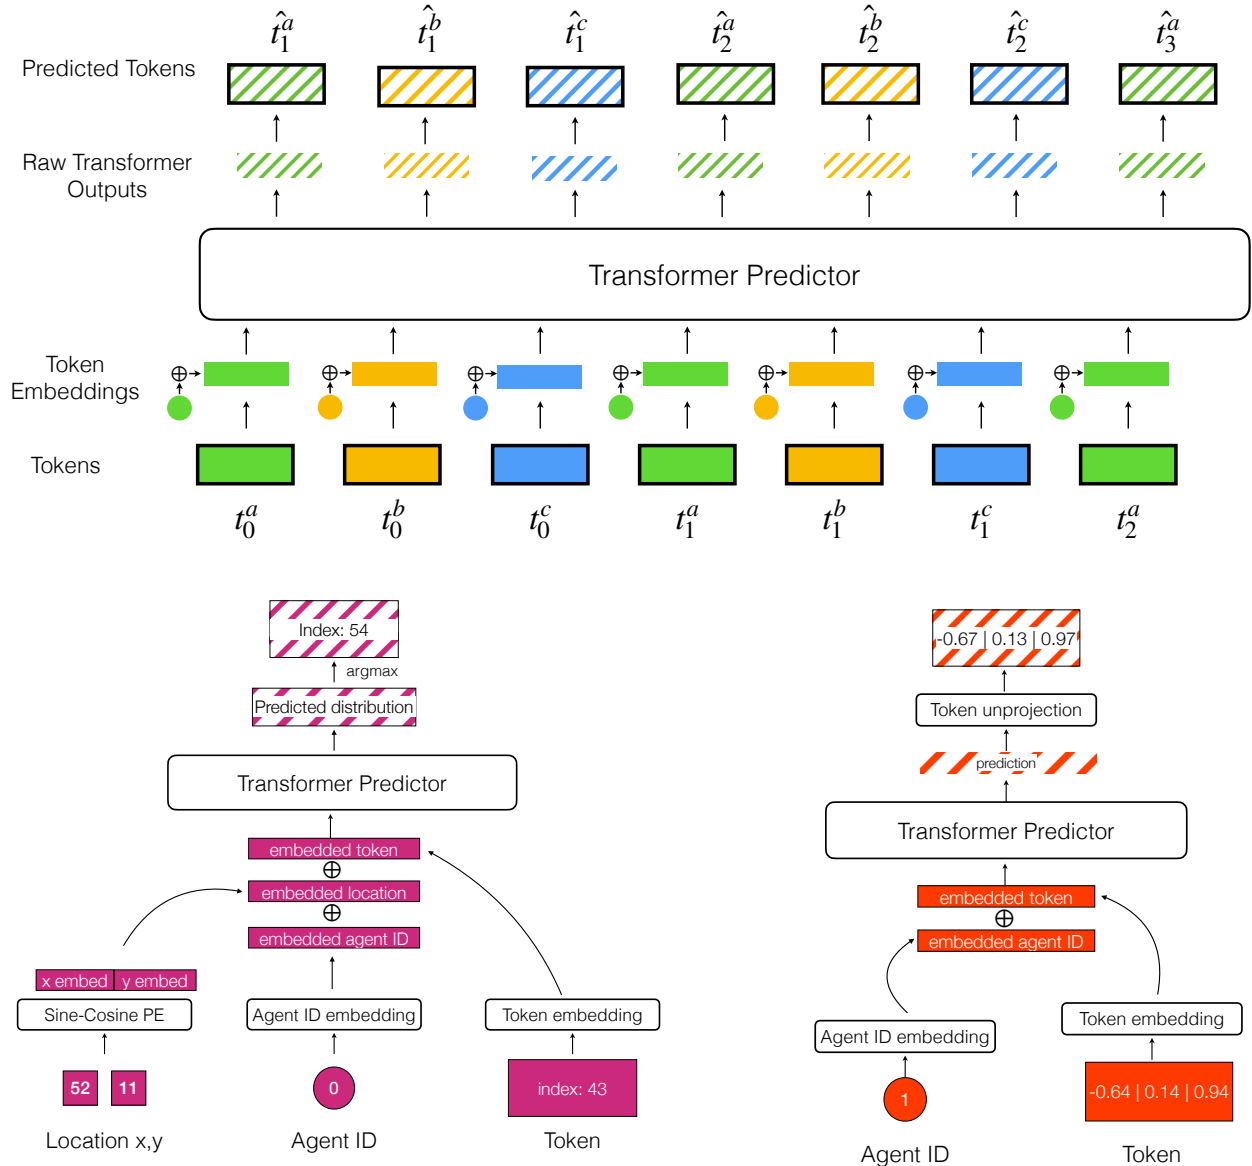 t̂₁ᵃ t̂₁ᵇ t̂₁ᶜ t̂₂ᵃ t̂₂ᵇ t̂₂ᶜ t̂₃ᵃ
Predicted Tokens
Raw Transformer
Outputs
Transformer Predictor
Token
Embeddings
Tokens
t₀ᵃ t₀ᵇ t₀ᶜ t₁ᵃ t₁ᵇ t₁ᶜ t₂ᵃ
Index: 54
argmax
Predicted distribution
Transformer Predictor
embedded token
embedded location
embedded agent ID
x embed y embed
Sine-Cosine PE
Agent ID embedding
Token embedding
52 11
0
index: 43
Location x,y
Agent ID
Token
-0.67 | 0.13 | 0.97
Token unprojection
prediction
Transformer Predictor
embedded token
embedded agent ID
Agent ID embedding
Token embedding
1
-0.64 | 0.14 | 0.94
Agent ID
Token